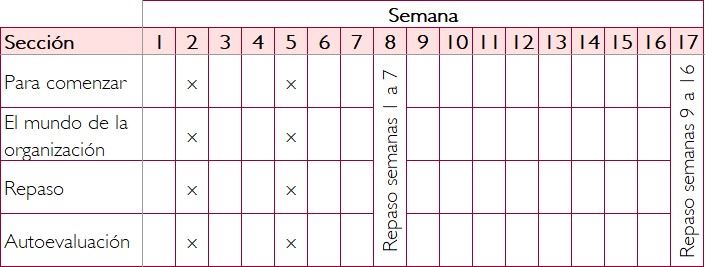 Semana
Sección 1 2 3 4 5 6 7 8 9 10 11 12 13 14 15 16 17
Para comenzar × ×
El mundo de la
organización × ×
Repaso × ×
Autoevaluación × ×
Repaso semanas 1 a 7
Repaso semanas 9 a 16